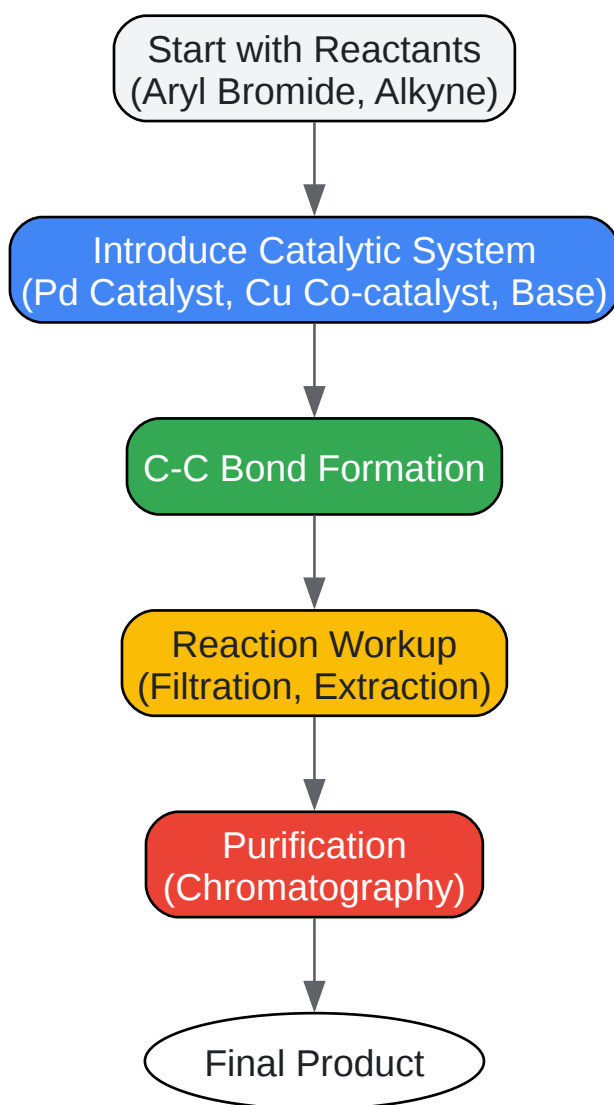 Start with Reactants
(Aryl Bromide, Alkyne)
Introduce Catalytic System
(Pd Catalyst, Cu Co-catalyst, Base)
C-C Bond Formation
Reaction Workup
(Filtration, Extraction)
Purification
(Chromatography)
Final Product